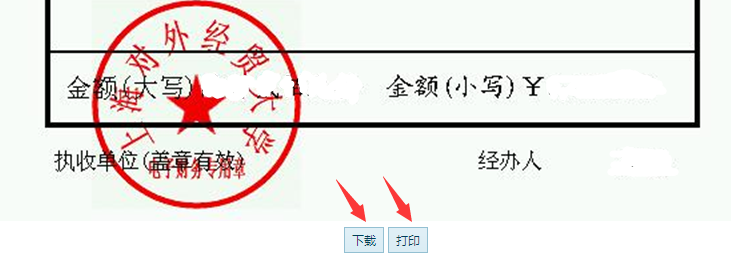 上海对外经贸大学
金额(大写)
金额(小写)￥
执收单位(盖章有效)
电子财务专用章
经办人
下载
打印